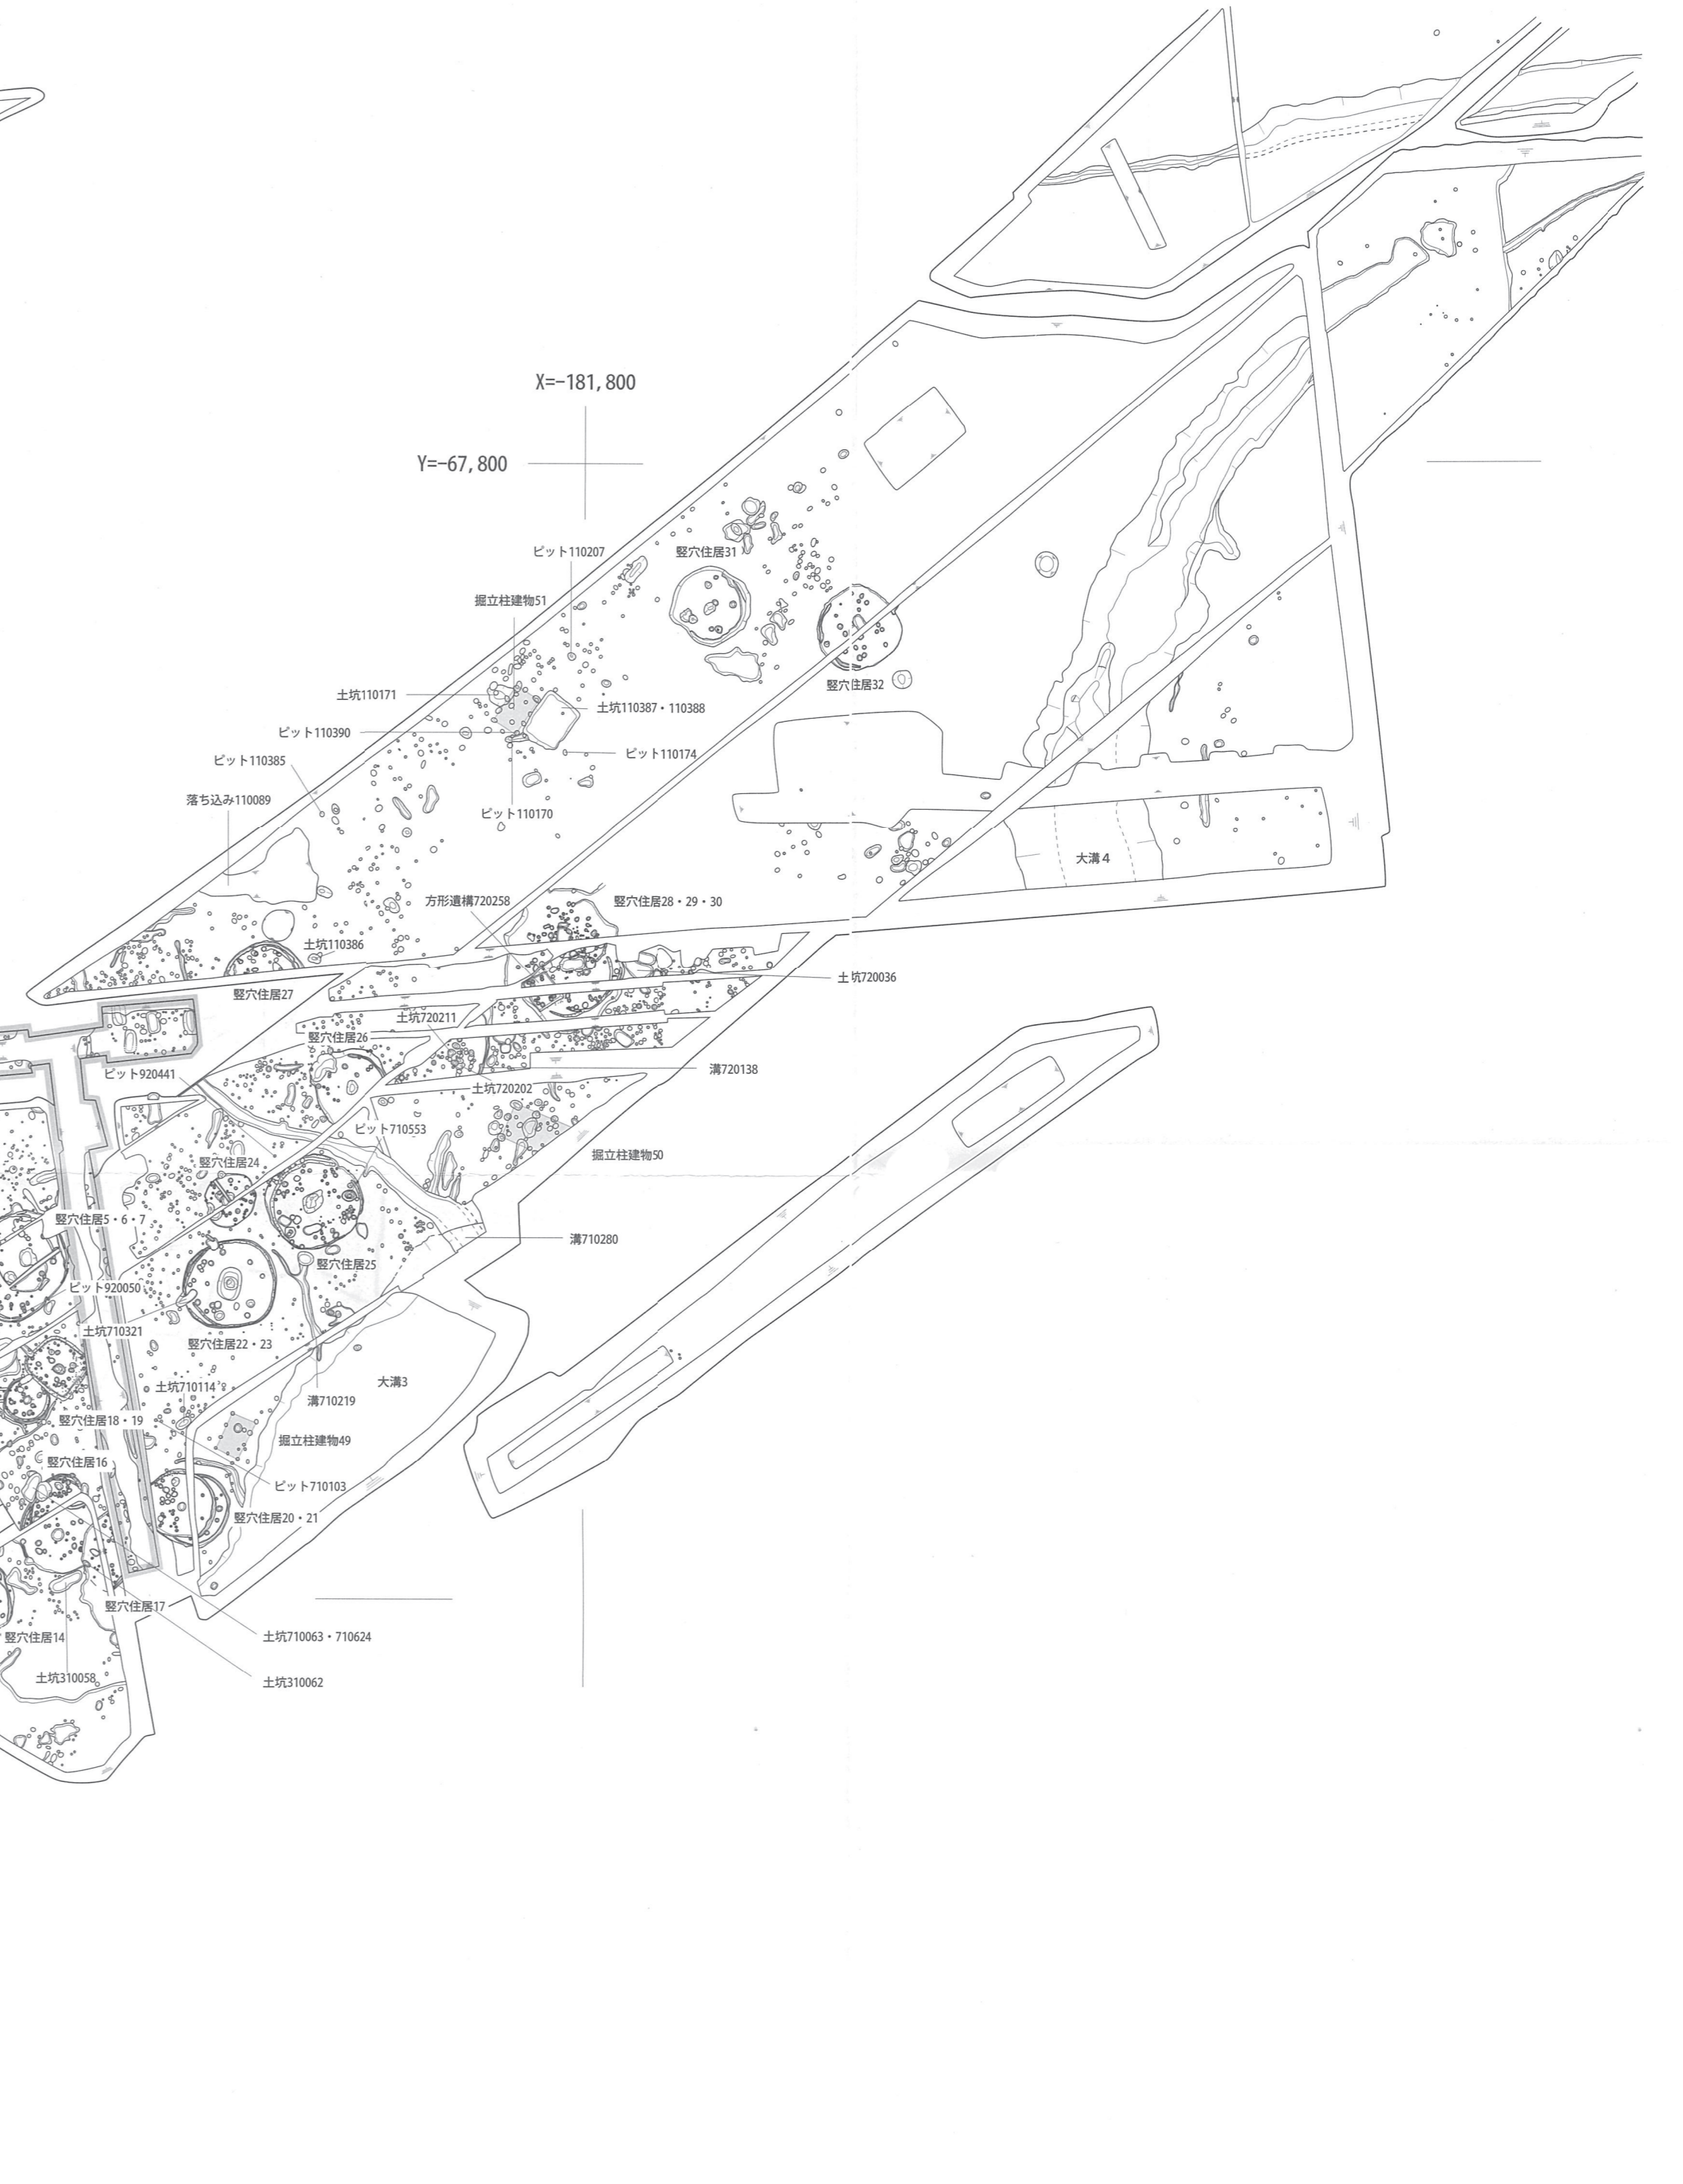 X=-181,800
Y=-67,800
ピット110207
竪穴住居31
掘立柱建物51
竪穴住居32
土坑110171
土坑110387・110388
ピット110390
ピット110174
ピット110385
落ち込み110089
ピット110170
大溝4
方形遺構720258
竪穴住居28・29・30
土坑110386
土坑720036
竪穴住居27
土坑720211
竪穴住居26
溝720138
ピット920441
土坑720202
ピット710553
掘立柱建物50
竪穴住居24
竪穴住居5・6・7
溝710280
竪穴住居25
ピット920050
土坑710321
竪穴住居22・23
大溝3
土坑710114
溝710219
竪穴住居18・19
掘立柱建物49
竪穴住居16
ピット710103
竪穴住居20・21
竪穴住居17
竪穴住居14
土坑710063・710624
土坑310058
土坑310062